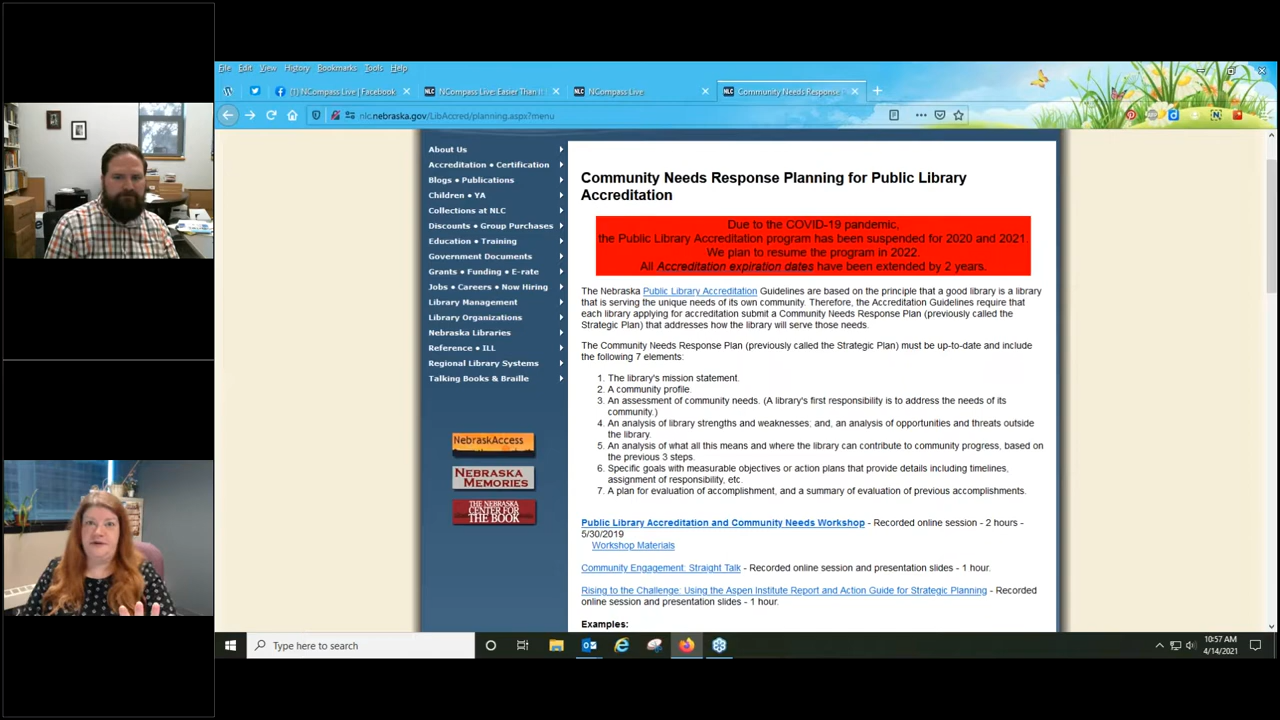 File Edit View History Bookmarks Tools Help
(1) NCompass Live | Facebook
NCompass Live: Easier Than It
NCompass Live
Community Needs Response
nlc.nebraska.gov/LibAccred/planning.aspx?menu
About Us
Accreditation • Certification
Blogs • Publications
Children • YA
Collections at NLC
Discounts • Group Purchases
Education • Training
Government Documents
Grants • Funding • E-rate
Jobs • Careers • Now Hiring
Library Management
Library Organizations
Nebraska Libraries
Reference • ILL
Regional Library Systems
Talking Books & Braille
NebraskAccess
NEBRASKA
MEMORIES
THE NEBRASKA
CENTER FOR
THE BOOK
Community Needs Response Planning for Public Library
Accreditation
Due to the COVID-19 pandemic,
the Public Library Accreditation program has been suspended for 2020 and 2021.
We plan to resume the program in 2022.
All Accreditation expiration dates have been extended by 2 years.
The Nebraska Public Library Accreditation Guidelines are based on the principle that a good library is a library
that is serving the unique needs of its own community. Therefore, the Accreditation Guidelines require that
each library applying for accreditation submit a Community Needs Response Plan (previously called the
Strategic Plan) that addresses how the library will serve those needs.
The Community Needs Response Plan (previously called the Strategic Plan) must be up-to-date and include
the following 7 elements:
1. The library's mission statement.
2. A community profile.
3. An assessment of community needs. (A library's first responsibility is to address the needs of its
community.)
4. An analysis of library strengths and weaknesses; and, an analysis of opportunities and threats outside
the library.
5. An analysis of what all this means and where the library can contribute to community progress, based on
the previous 3 steps.
6. Specific goals with measurable objectives or action plans that provide details including timelines,
assignment of responsibility, etc.
7. A plan for evaluation of accomplishment, and a summary of evaluation of previous accomplishments.
Public Library Accreditation and Community Needs Workshop - Recorded online session - 2 hours -
5/30/2019
Workshop Materials
Community Engagement: Straight Talk - Recorded online session and presentation slides - 1 hour.
Rising to the Challenge: Using the Aspen Institute Report and Action Guide for Strategic Planning - Recorded
online session and presentation slides - 1 hour.
Examples:
Type here to search
10:57 AM
4/14/2021